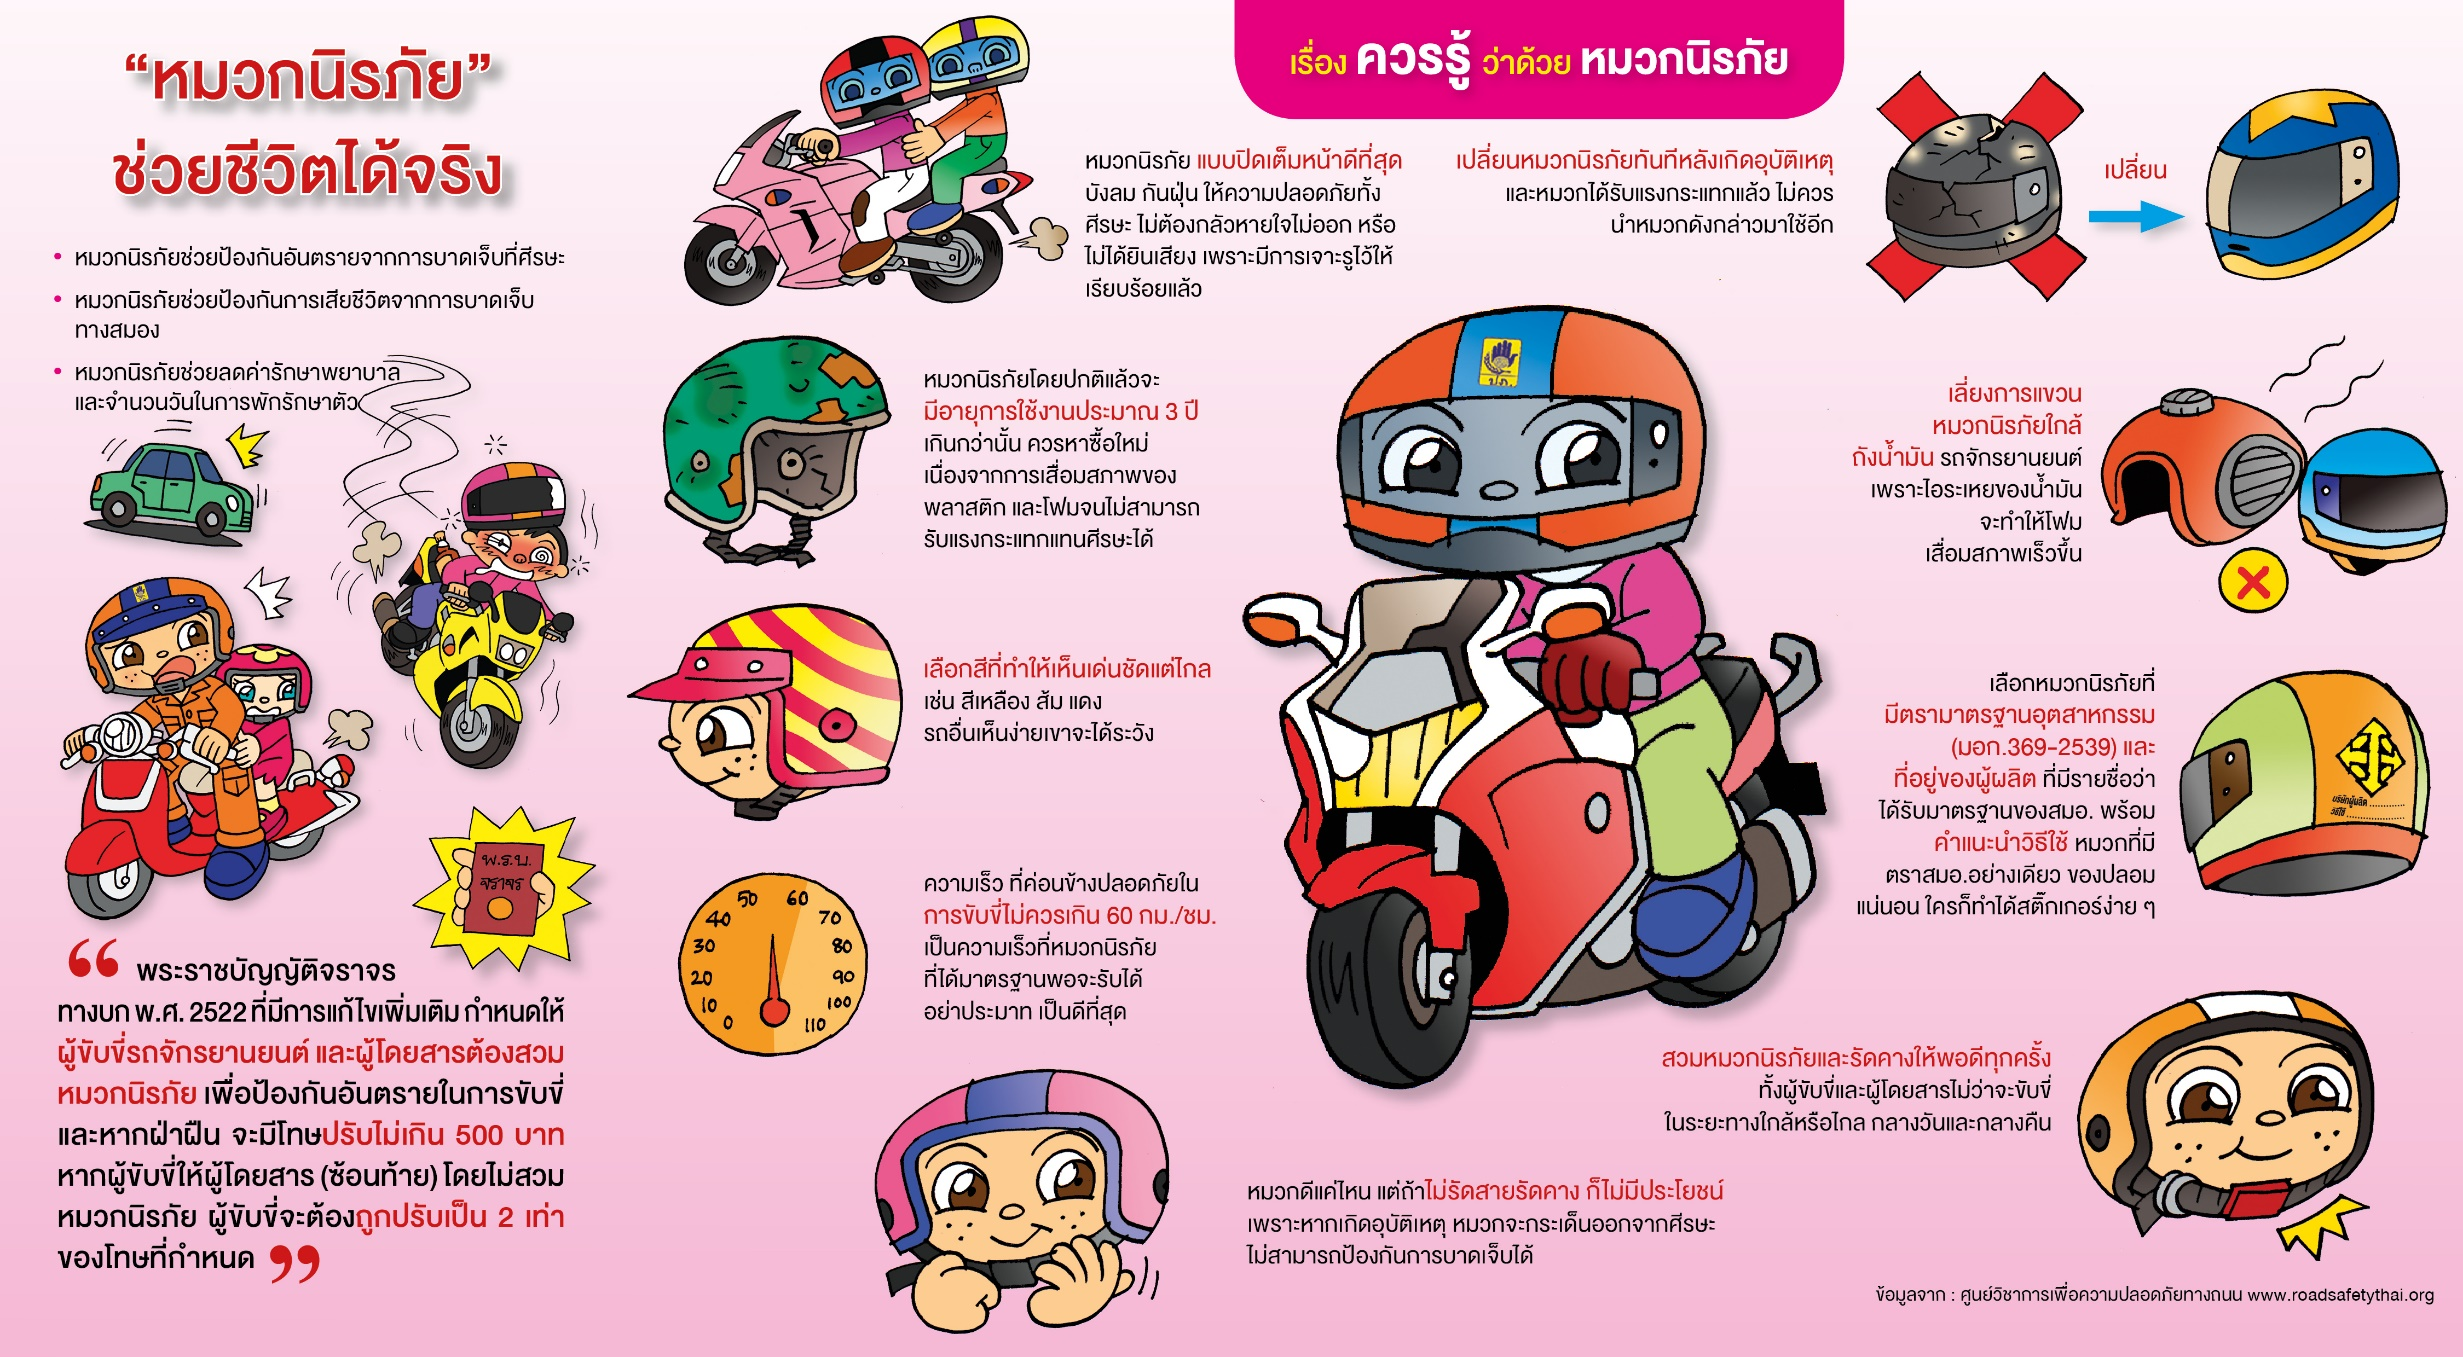 “หมวกนิรภัย”
ช่วยชีวิตได้จริง
• หมวกนิรภัยช่วยป้องกันอันตรายจากการบาดเจ็บที่ศีรษะ
• หมวกนิรภัยช่วยป้องกันการเสียชีวิตจากการบาดเจ็บ
ทางสมอง
• หมวกนิรภัยช่วยลดค่ารักษาพยาบาล
และจำนวนวันในการพักรักษาตัว
พ.ร.บ.
จราจร
“ พระราชบัญญัติจราจร
ทางบก พ.ศ. 2522 ที่มีการแก้ไขเพิ่มเติม กำหนดให้
ผู้ขับขี่รถจักรยานยนต์ และผู้โดยสารต้องสวม
หมวกนิรภัย เพื่อป้องกันอันตรายในการขับขี่
และหากฝ่าฝืน จะมีโทษปรับไม่เกิน 500 บาท
หากผู้ขับขี่ให้ผู้โดยสาร (ซ้อนท้าย) โดยไม่สวม
หมวกนิรภัย ผู้ขับขี่จะต้องถูกปรับเป็น 2 เท่า
ของโทษที่กำหนด ”
เรื่อง ควรรู้ ว่าด้วย หมวกนิรภัย
หมวกนิรภัย แบบปิดเต็มหน้าดีที่สุด
บังลม กันฝุ่น ให้ความปลอดภัยทั้ง
ศีรษะ ไม่ต้องกลัวหายใจไม่ออก หรือ
ไม่ได้ยินเสียง เพราะมีการเจาะรูไว้ให้
เรียบร้อยแล้ว
หมวกนิรภัยโดยปกติแล้วจะ
มีอายุการใช้งานประมาณ 3 ปี
เกินกว่านั้น ควรหาซื้อใหม่
เนื่องจากการเสื่อมสภาพของ
พลาสติก และโฟมจนไม่สามารถ
รับแรงกระแทกแทนศีรษะได้
เลือกสีที่ทำให้เห็นเด่นชัดแต่ไกล
เช่น สีเหลือง ส้ม แดง
รถอื่นเห็นง่ายเขาจะได้ระวัง
0
10
20
30
40
50
60
70
80
90
100
110
ความเร็ว ที่ค่อนข้างปลอดภัยใน
การขับขี่ไม่ควรเกิน 60 กม./ชม.
เป็นความเร็วที่หมวกนิรภัย
ที่ได้มาตรฐานพอจะรับได้
อย่าประมาท เป็นดีที่สุด
หมวกดีแค่ไหน แต่ถ้าไม่รัดสายรัดคาง ก็ไม่มีประโยชน์
เพราะหากเกิดอุบัติเหตุ หมวกจะกระเด็นออกจากศีรษะ
ไม่สามารถป้องกันการบาดเจ็บได้
ปภ.
เปลี่ยนหมวกนิรภัยทันทีหลังเกิดอุบัติเหตุ
และหมวกได้รับแรงกระแทกแล้ว ไม่ควร
นำหมวกดังกล่าวมาใช้อีก
เปลี่ยน
เลี่ยงการแขวน
หมวกนิรภัยใกล้
ถังน้ำมัน รถจักรยานยนต์
เพราะไอระเหยของน้ำมัน
จะทำให้โฟม
เสื่อมสภาพเร็วขึ้น
เลือกหมวกนิรภัยที่
มีตรามาตรฐานอุตสาหกรรม
(มอก.369-2539) และ
ที่อยู่ของผู้ผลิต ที่มีรายชื่อว่า
ได้รับมาตรฐานของสมอ. พร้อม
คำแนะนำวิธีใช้ หมวกที่มี
ตราสมอ.อย่างเดียว ของปลอม
แน่นอน ใครก็ทำได้สติ๊กเกอร์ง่าย ๆ
บริษัทผู้ผลิต ............
วิธีใช้ ....................
สวมหมวกนิรภัยและรัดคางให้พอดีทุกครั้ง
ทั้งผู้ขับขี่และผู้โดยสารไม่ว่าจะขับขี่
ในระยะทางใกล้หรือไกล กลางวันและกลางคืน
ข้อมูลจาก : ศูนย์วิชาการเพื่อความปลอดภัยทางถนน www.roadsafetythai.org